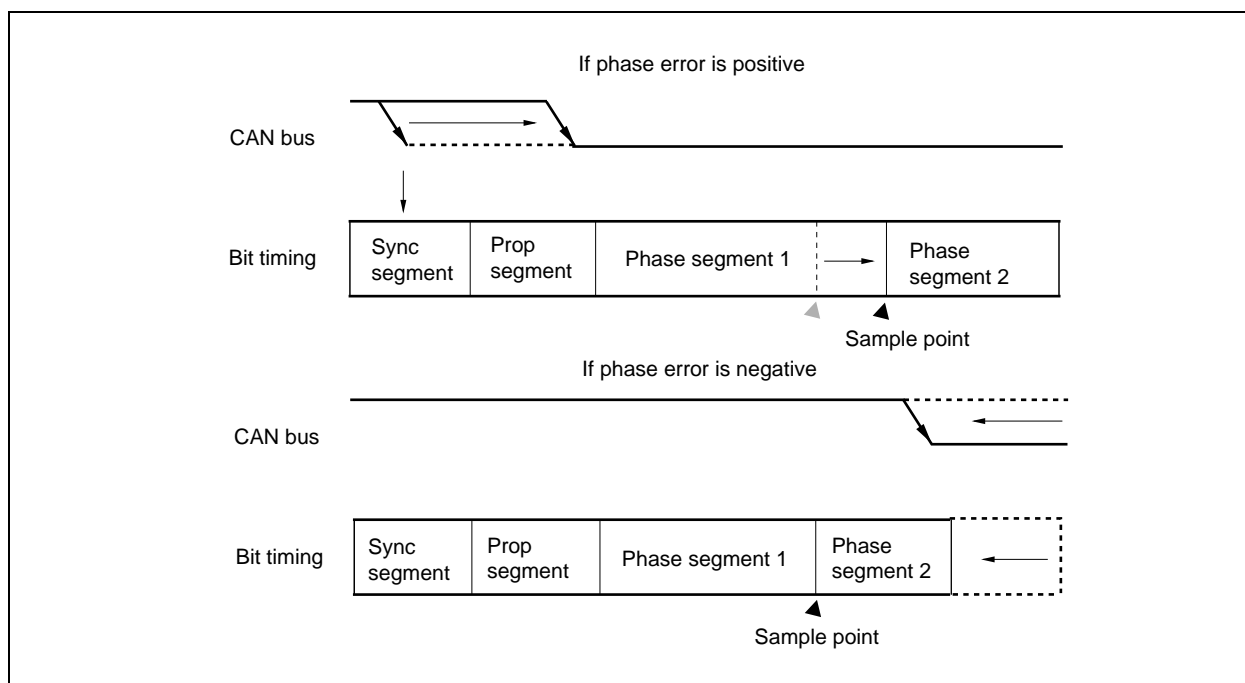 If phase error is positive
CAN bus
Bit timing
Sync
segment
Prop
segment
Phase segment 1
Phase
segment 2
Sample point
If phase error is negative
CAN bus
Bit timing
Sync
segment
Prop
segment
Phase segment 1
Phase
segment 2
Sample point